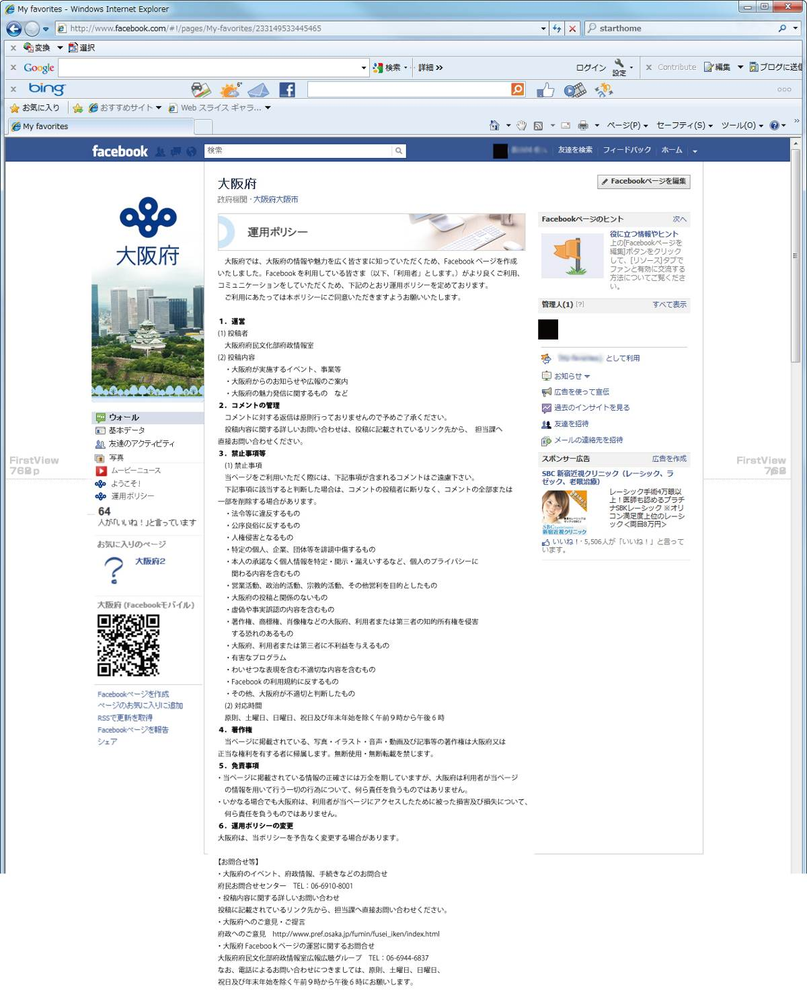 My favorites - Windows Internet Explorer
http://www.facebook.com/#!/pages/My-favorites/233149533445465
starthome
変換
選択
Google
検索
詳細 »
ログイン
設定
Contribute
編集
ブログに送信
bing
6°
お気に入り
おすすめサイト
Web スライス ギャラ...
My favorites
ページ(P)
セーフティ(S)
ツール(O)
facebook
検索
友達を検索
フィードバック
ホーム
大阪府
大阪府
政府機関・大阪府大阪市
Facebookページを編集
運用ポリシー
大阪府では、大阪府の情報や魅力を広く皆さまに知っていただくため、Facebook ページを作成
いたしました。Facebook を利用している皆さま（以下、「利用者」とします。）がより良くご利用、
コミュニケーションをしていただくため、下記のとおり運用ポリシーを定めております。
ご利用にあたっては本ポリシーにご同意いただきますようお願いいたします。
１．運営
(1) 投稿者
大阪府府民文化部府政情報室
(2) 投稿内容
・大阪府が実施するイベント、事業等
・大阪府からのお知らせや広報のご案内
・大阪府の魅力発信に関するもの　など
２．コメントの管理
コメントに対する返信は原則行っておりませんので予めご了承ください。
投稿内容に関する詳しいお問い合わせは、投稿に記載されているリンク先から、 担当課へ
直接お問い合わせください。
３．禁止事項等
(1) 禁止事項
当ページをご利用いただく際には、下記事項が含まれるコメントはご遠慮下さい。
下記事項に該当すると判断した場合は、コメントの投稿者に断りなく、コメントの全部または
一部を削除する場合があります。
・法令等に違反するもの
・公序良俗に反するもの
・人権侵害となるもの
・特定の個人、企業、団体等を誹謗中傷するもの
・本人の承諾なく個人情報を特定・開示・漏えいするなど、個人のプライバシーに
関わる内容を含むもの
・営業活動、政治的活動、宗教的活動、その他営利を目的としたもの
・大阪府の投稿と関係のないもの
・虚偽や事実誤認の内容を含むもの
・著作権、商標権、肖像権などの大阪府、利用者または第三者の知的所有権を侵害
する恐れのあるもの
・大阪府、利用者または第三者に不利益を与えるもの
・有害なプログラム
・わいせつな表現を含む不適切な内容を含むもの
・Facebook の利用規約に反するもの
・その他、大阪府が不適切と判断したもの
(2) 対応時間
原則、土曜日、日曜日、祝日及び年末年始を除く午前９時から午後６時
４．著作権
当ページに掲載されている、写真・イラスト・音声・動画及び記事等の著作権は大阪府又は
正当な権利を有する者に帰属します。無断使用・無断転載を禁じます。
５．免責事項
・当ページに掲載されている情報の正確さには万全を期していますが、大阪府は利用者が当ページ
の情報を用いて行う一切の行為について、何ら責任を負うものではありません。
・いかなる場合でも大阪府は、利用者が当ページにアクセスしたために被った損害及び損失について、
何ら責任を負うものではありません。
６．運用ポリシーの変更
大阪府は、当ポリシーを予告なく変更する場合があります。
【お問合せ等】
・大阪府のイベント、府政情報、手続きなどのお問合せ
府民お問合せセンター　TEL：06-6910-8001
・投稿内容に関する詳しいお問い合わせ
投稿に記載されているリンク先から、担当課へ直接お問い合わせください。
・大阪府へのご意見・ご提言
府政へのご意見　http://www.pref.osaka.jp/fumin/fusei_iken/index.html
・大阪府 Facebooｋページの運営に関するお問合せ
大阪府府民文化部府政情報室広報広聴グループ　TEL：06-6944-6837
なお、電話によるお問い合わせにつきましては、原則、土曜日、日曜日、
祝日及び年末年始を除く午前９時から午後６時にお願いします。
ウォール
基本データ
友達のアクティビティ
写真
ムービーニュース
ようこそ！
運用ポリシー
64
人が「いいね！」と言っています
お気に入りのページ
大阪府2
大阪府 (Facebookモバイル)
Facebookページを作成
ページのお気に入りに追加
RSSで更新を取得
Facebookページを報告
シェア
FirstView
Facebookページのヒント
次へ
役に立つ情報やヒント
上の[Facebookページを
編集]ボタンをクリック
して、[リソース]タブで
ファンと有効に交流する
方法についてご覧くださ
い。
管理人(1) [?]
すべて表示
として利用
お知らせ
広告を使って宣伝
過去のインサイトを見る
友達を招待
メールの連絡先を招待
スポンサー広告
広告を作成
SBC 新宿近視クリニック（レーシック、ラ
ゼック、老眼治療）
レーシック手術4万眼以
上！医師も認めるプラチ
ナSBKレーシック ※オリ
コン満足度上位のレーシ
ック＜両目8万円＞
SBC
新宿近視クリニック
いいね！・5,506人が「いいね！」と言って
います。
FirstView